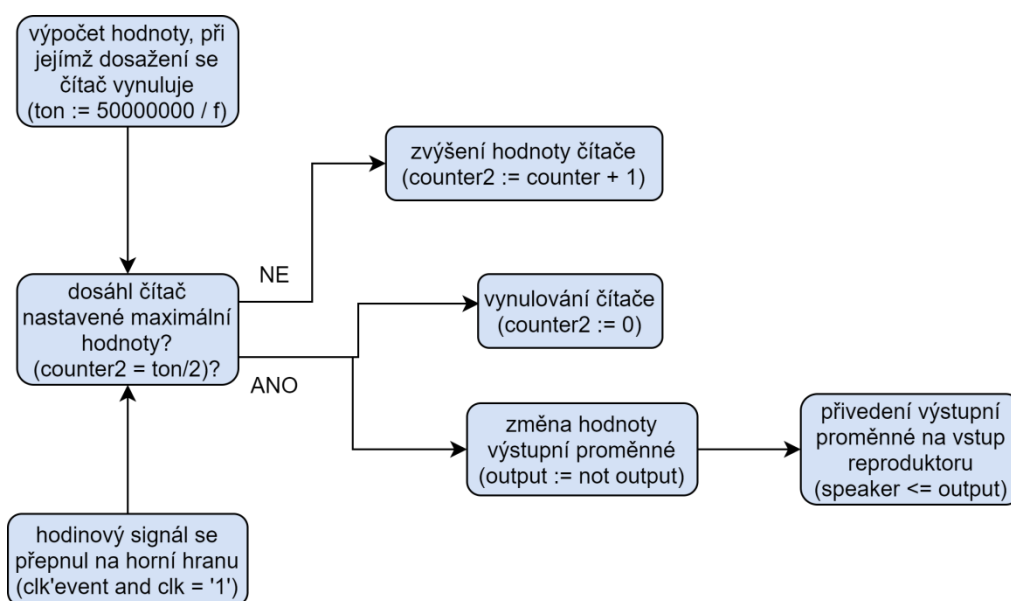 výpočet hodnoty, při
jejímž dosažení se
čítač vynuluje
(ton := 50000000 / f)
zvýšení hodnoty čítače
(counter2 := counter + 1)
NE
dosáhl čítač
nastavené maximální
hodnoty?
(counter2 = ton/2)?
vynulování čítače
(counter2 := 0)
ANO
změna hodnoty
výstupní proměnné
(output := not output)
přivedení výstupní
proměnné na vstup
reproduktoru
(speaker <= output)
hodinový signál se
přepnul na horní hranu
(clk'event and clk = '1')